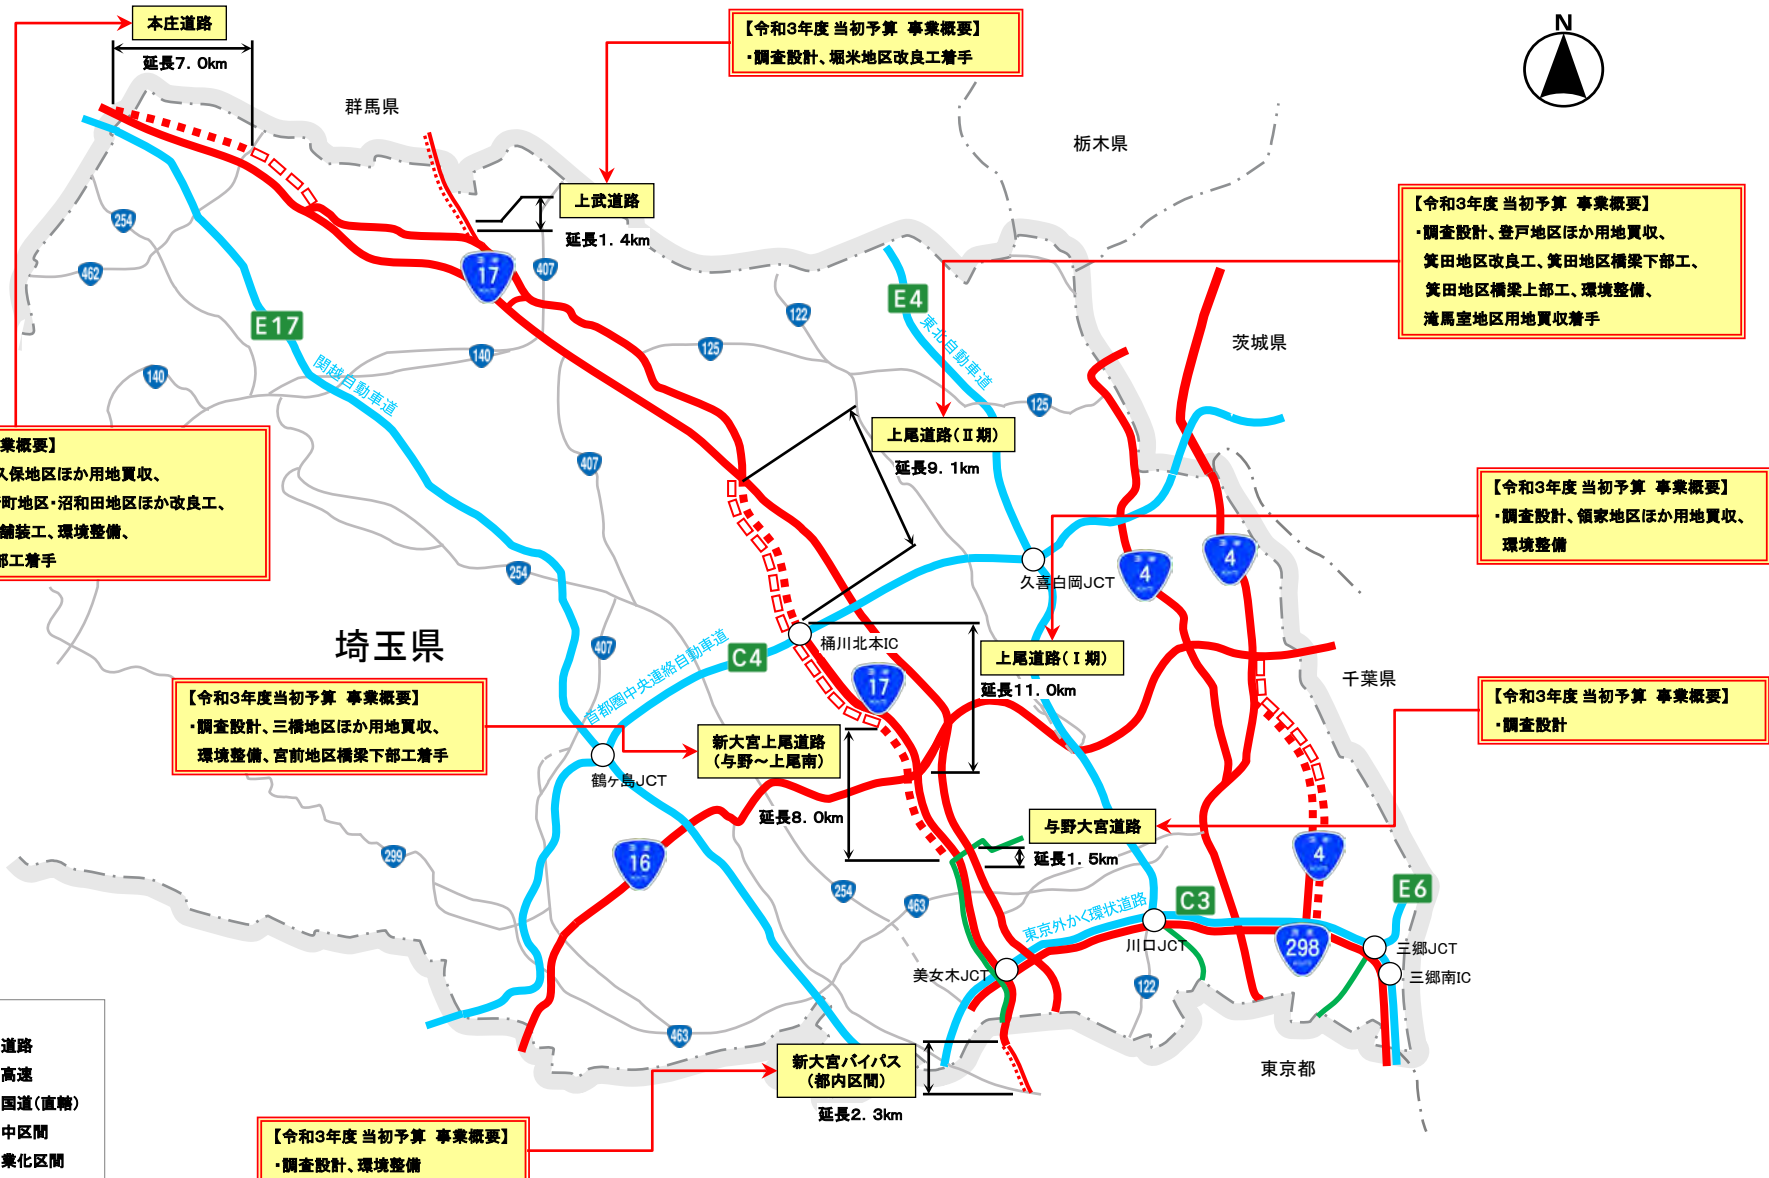 本庄道路
延長7.0km
【令和3年度 当初予算 事業概要】
・調査設計、堀米地区改良工着手
N
群馬県
栃木県
上武道路
延長1.4km
【令和3年度 当初予算 事業概要】
・調査設計、登戸地区ほか用地買収、
箕田地区改良工、箕田地区橋梁下部工、
箕田地区橋梁上部工、環境整備、
滝馬室地区用地買収着手
254
462
17
407
E4
122
E17
東北自動車道
茨城県
140
125
関越自動車道
140
125
上尾道路(Ⅱ期)
延長9.1km
業概要】
久保地区ほか用地買収、
町地区・沼和田地区ほか改良工、
舗装工、環境整備、
部工着手
407
【令和3年度 当初予算 事業概要】
・調査設計、領家地区ほか用地買収、
環境整備
254
久喜白岡JCT
4
4
埼玉県
407
首都圏中央連絡自動車道
C4
桶川北本IC
上尾道路(Ⅰ期)
延長11.0km
17
千葉県
【令和3年度 当初予算 事業概要】
・調査設計、三橋地区ほか用地買収、
環境整備、宮前地区橋梁下部工着手
新大宮上尾道路
(与野~上尾南)
延長8.0km
【令和3年度 当初予算 事業概要】
・調査設計
鶴ヶ島JCT
与野大宮道路
延長1.5km
299
16
4
254
463
E6
C3
東京外かく環状道路
川口JCT
298
三郷JCT
三郷南IC
美女木JCT
122
463
新大宮バイパス
(都内区間)
延長2.3km
東京都
道路
高速
国道(直轄)
中区間
業化区間
【令和3年度 当初予算 事業概要】
・調査設計、環境整備